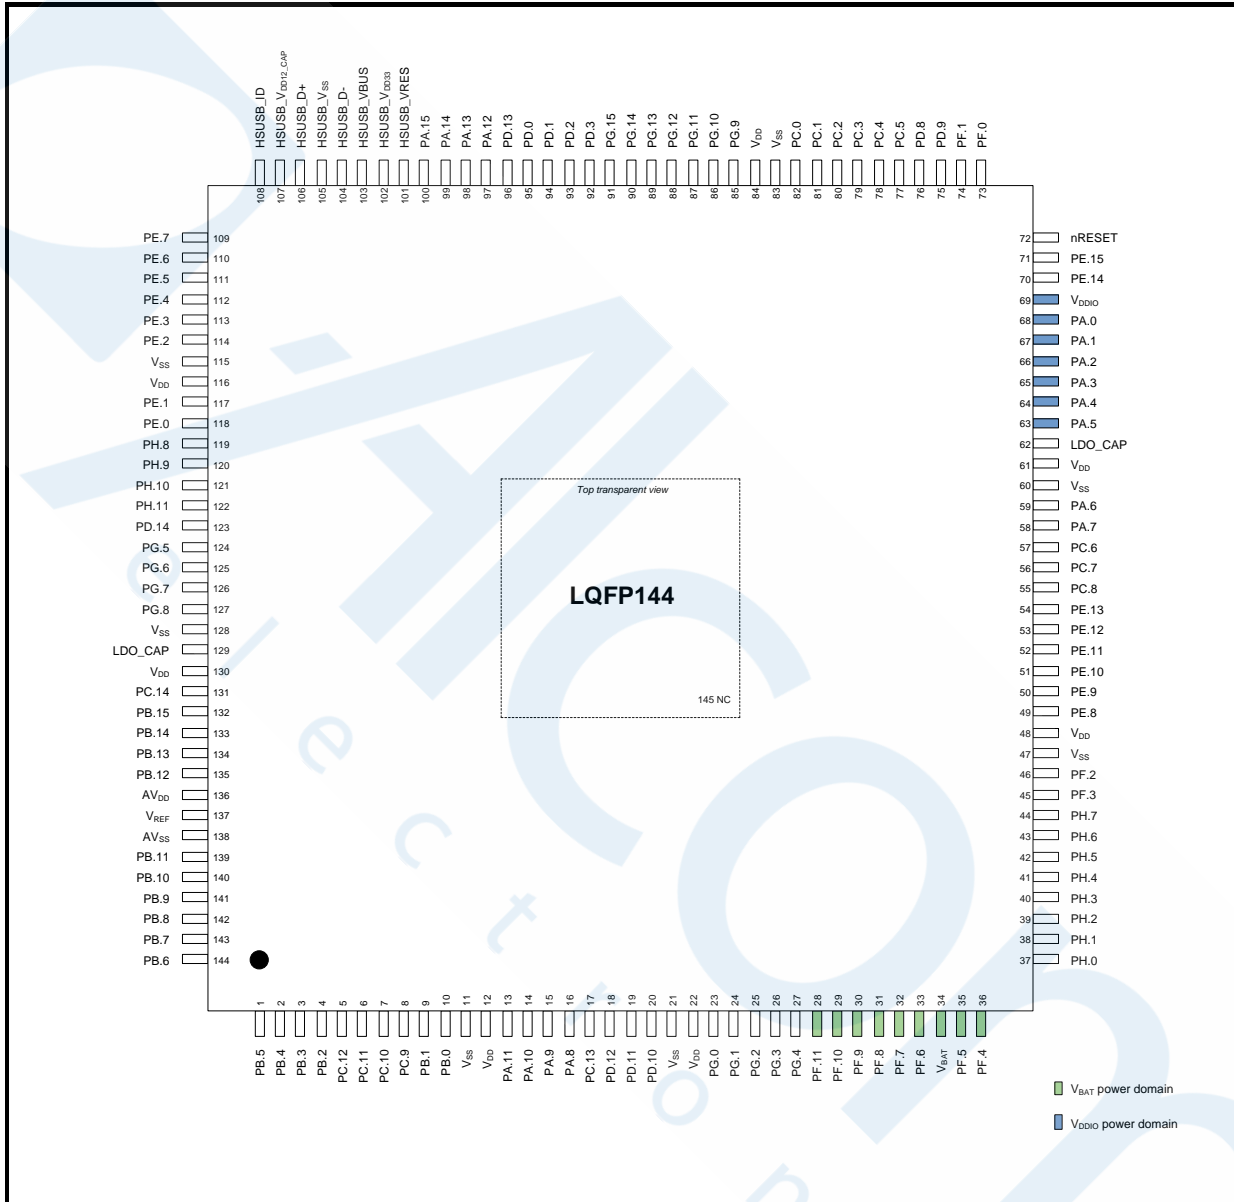 HSUSB_ID
HSUSB_VDD12_CAP
HSUSB_D+
HSUSB_VSS
HSUSB_D-
HSUSB_VBUS
HSUSB_VDD33
HSUSB_VRES
PA.15
PA.14
PA.13
PA.12
PD.13
PD.0
PD.1
PD.2
PD.3
PG.15
PG.14
PG.13
PG.12
PG.11
PG.10
PG.9
VDD
VSS
PC.0
PC.1
PC.2
PC.3
PC.4
PC.5
PD.8
PD.9
PF.1
PF.0
108 107 106 105 104 103 102 101 100 99 98 97 96 95 94 93 92 91 90 89 88 87 86 85 84 83 82 81 80 79 78 77 76 75 74 73
PE.7 109
PE.6 110
PE.5 111
PE.4 112
PE.3 113
PE.2 114
VSS 115
VDD 116
PE.1 117
PE.0 118
PH.8 119
PH.9 120
PH.10 121
PH.11 122
PD.14 123
PG.5 124
PG.6 125
PG.7 126
PG.8 127
VSS 128
LDO_CAP 129
VDD 130
PC.14 131
PB.15 132
PB.14 133
PB.13 134
PB.12 135
AVDD 136
VREF 137
AVSS 138
PB.11 139
PB.10 140
PB.9 141
PB.8 142
PB.7 143
PB.6 144
Top transparent view
LQFP144
145 NC
72 nRESET
71 PE.15
70 PE.14
69 VDDIO
68 PA.0
67 PA.1
66 PA.2
65 PA.3
64 PA.4
63 PA.5
62 LDO_CAP
61 VDD
60 VSS
59 PA.6
58 PA.7
57 PC.6
56 PC.7
55 PC.8
54 PE.13
53 PE.12
52 PE.11
51 PE.10
50 PE.9
49 PE.8
48 VDD
47 VSS
46 PF.2
45 PF.3
44 PH.7
43 PH.6
42 PH.5
41 PH.4
40 PH.3
39 PH.2
38 PH.1
37 PH.0
1 2 3 4 5 6 7 8 9 10 11 12 13 14 15 16 17 18 19 20 21 22 23 24 25 26 27 28 29 30 31 32 33 34 35 36
PB.5
PB.4
PB.3
PB.2
PC.12
PC.11
PC.10
PC.9
PB.1
PB.0
VSS
VDD
PA.11
PA.10
PA.9
PA.8
PC.13
PD.12
PD.11
PD.10
VSS
VDD
PG.0
PG.1
PG.2
PG.3
PG.4
PF.11
PF.10
PF.9
PF.8
PF.7
PF.6
VBAT
PF.5
PF.4
VBAT power domain
VDDIO power domain